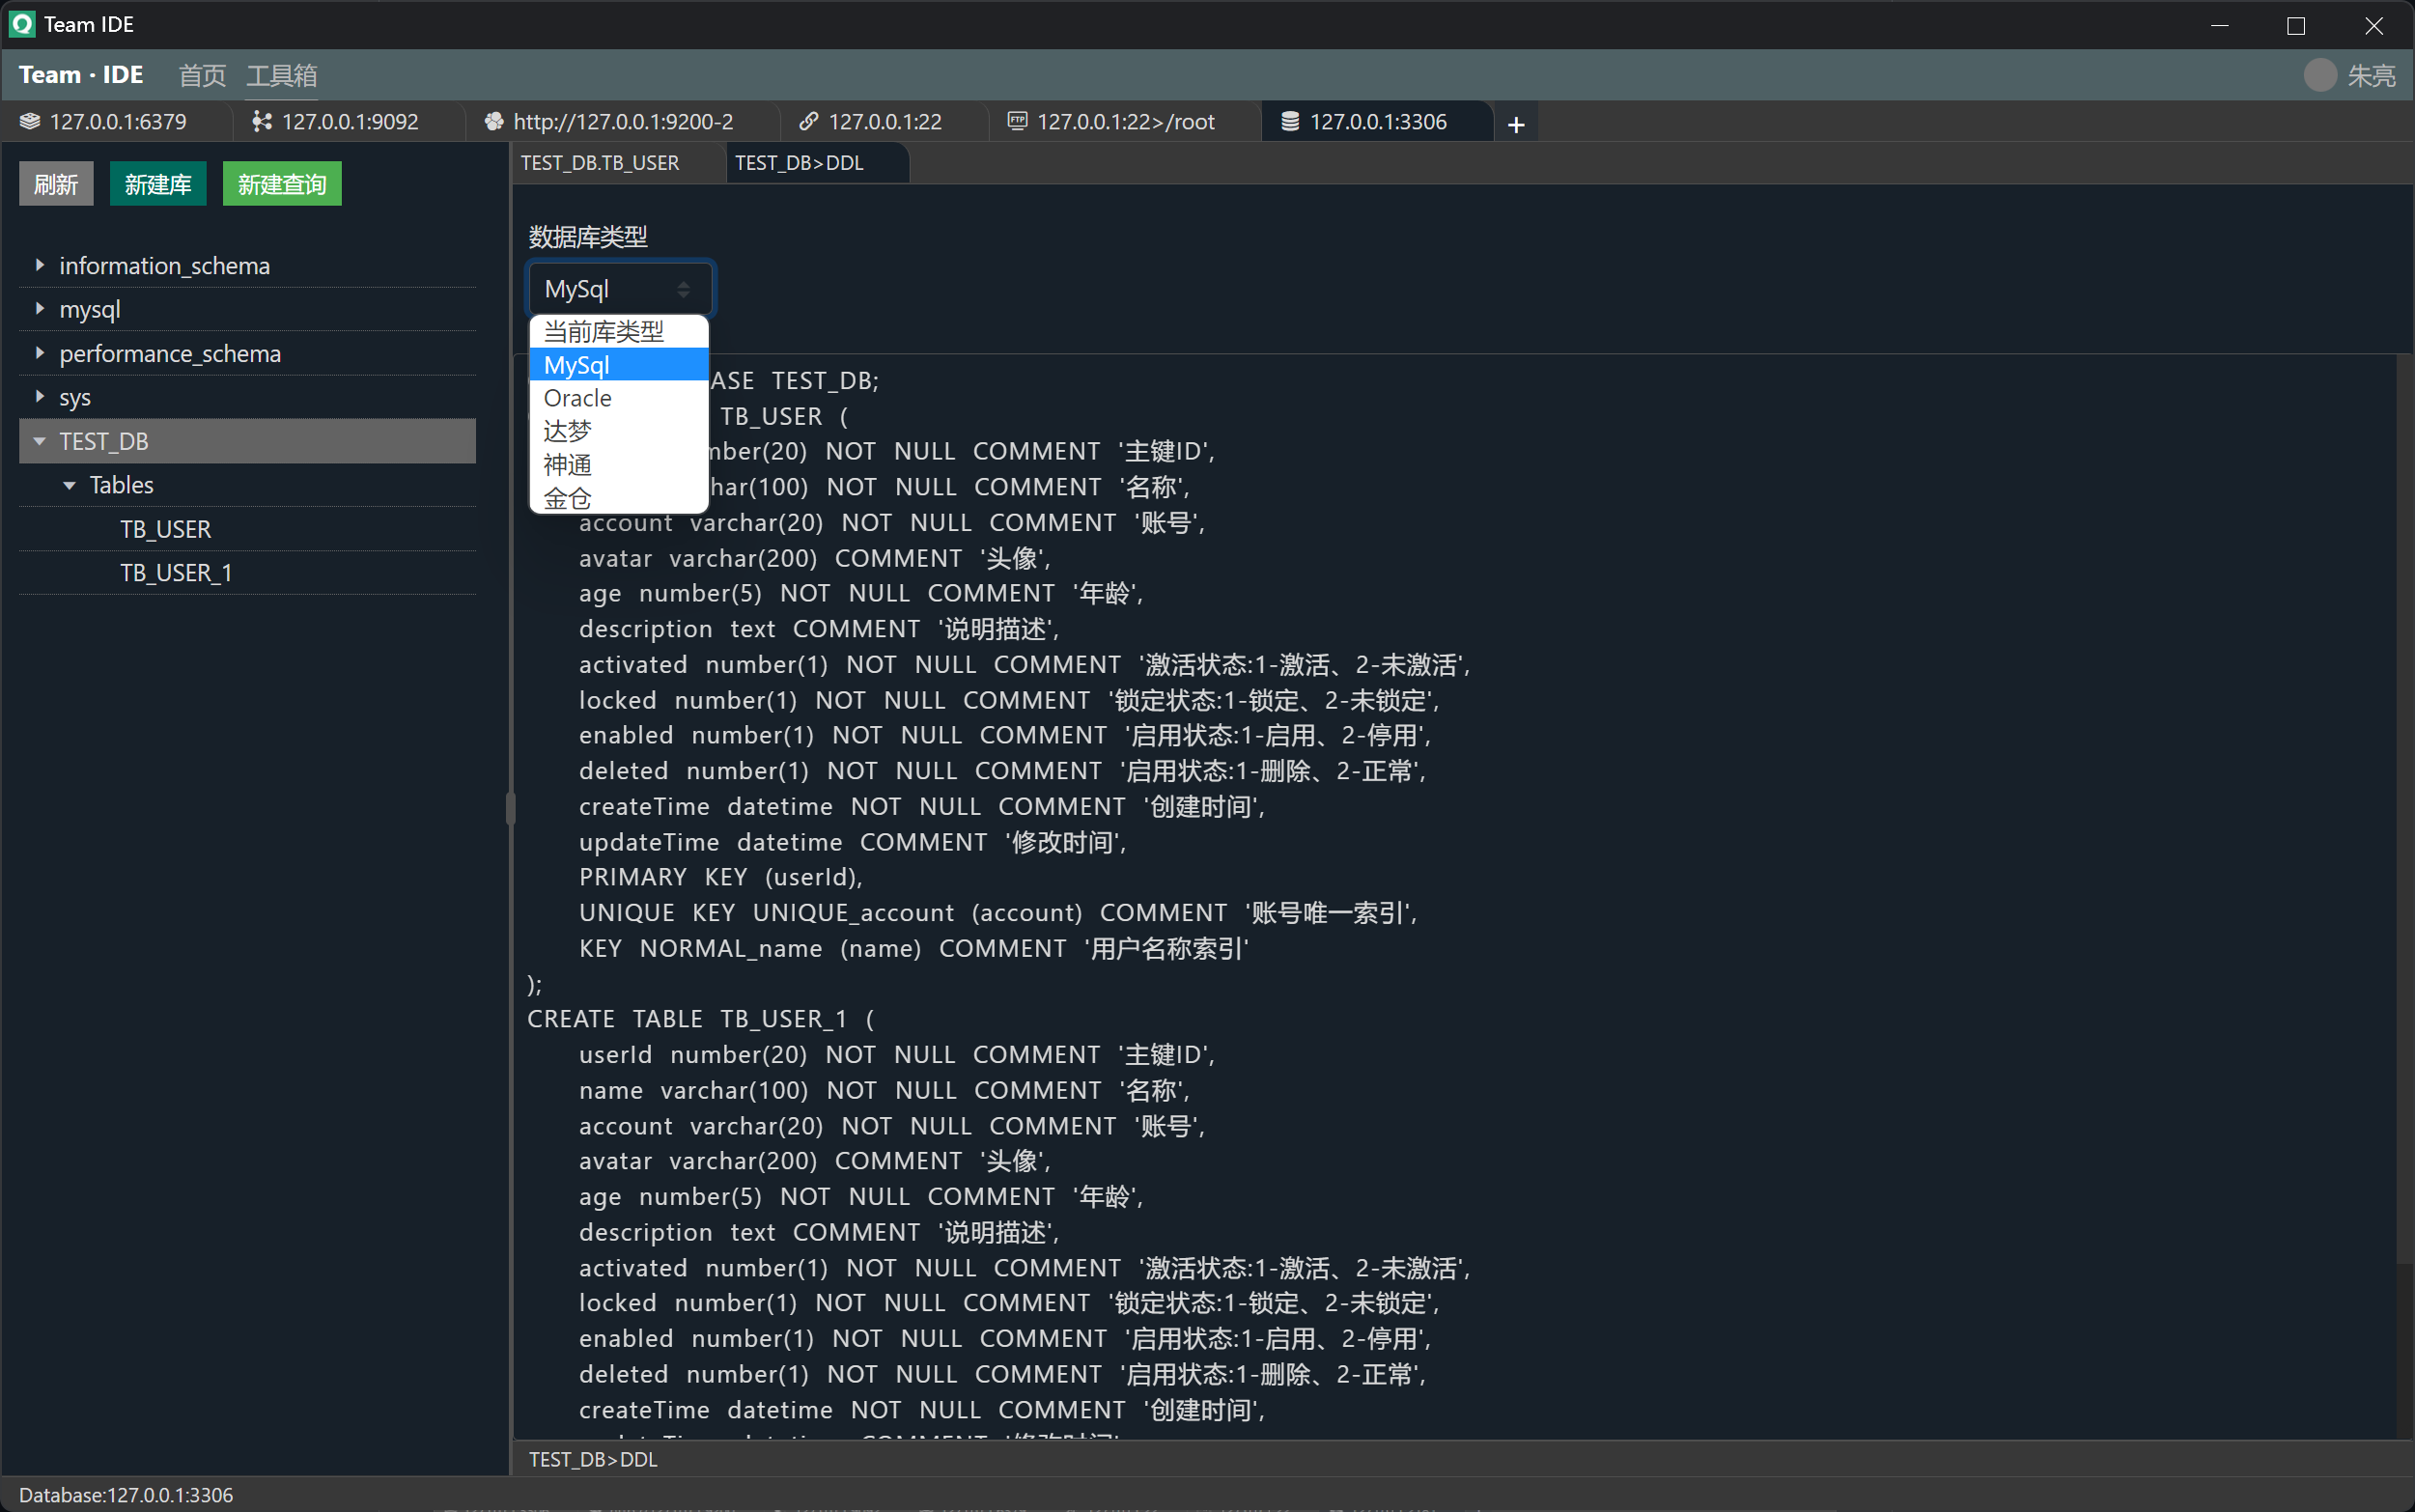 Team IDE
Team · IDE 首页 工具箱 朱亮
127.0.0.1:6379 127.0.0.1:9092 http://127.0.0.1:9200-2 127.0.0.1:22 FTP 127.0.0.1:22>/root 127.0.0.1:3306 +
刷新 新建库 新建查询
information_schema
mysql
performance_schema
sys
TEST_DB
Tables
TB_USER
TB_USER_1
TEST_DB.TB_USER TEST_DB>DDL
数据库类型
MySql
当前库类型
MySql
Oracle
达梦
神通
金仓
ASE TEST_DB;
TB_USER (
mber(20) NOT NULL COMMENT '主键ID',
har(100) NOT NULL COMMENT '名称',
account varchar(20) NOT NULL COMMENT '账号',
avatar varchar(200) COMMENT '头像',
age number(5) NOT NULL COMMENT '年龄',
description text COMMENT '说明描述',
activated number(1) NOT NULL COMMENT '激活状态:1-激活、2-未激活',
locked number(1) NOT NULL COMMENT '锁定状态:1-锁定、2-未锁定',
enabled number(1) NOT NULL COMMENT '启用状态:1-启用、2-停用',
deleted number(1) NOT NULL COMMENT '启用状态:1-删除、2-正常',
createTime datetime NOT NULL COMMENT '创建时间',
updateTime datetime COMMENT '修改时间',
PRIMARY KEY (userId),
UNIQUE KEY UNIQUE_account (account) COMMENT '账号唯一索引',
KEY NORMAL_name (name) COMMENT '用户名称索引'
);
CREATE TABLE TB_USER_1 (
userId number(20) NOT NULL COMMENT '主键ID',
name varchar(100) NOT NULL COMMENT '名称',
account varchar(20) NOT NULL COMMENT '账号',
avatar varchar(200) COMMENT '头像',
age number(5) NOT NULL COMMENT '年龄',
description text COMMENT '说明描述',
activated number(1) NOT NULL COMMENT '激活状态:1-激活、2-未激活',
locked number(1) NOT NULL COMMENT '锁定状态:1-锁定、2-未锁定',
enabled number(1) NOT NULL COMMENT '启用状态:1-启用、2-停用',
deleted number(1) NOT NULL COMMENT '启用状态:1-删除、2-正常',
createTime datetime NOT NULL COMMENT '创建时间',
TEST_DB>DDL
Database:127.0.0.1:3306